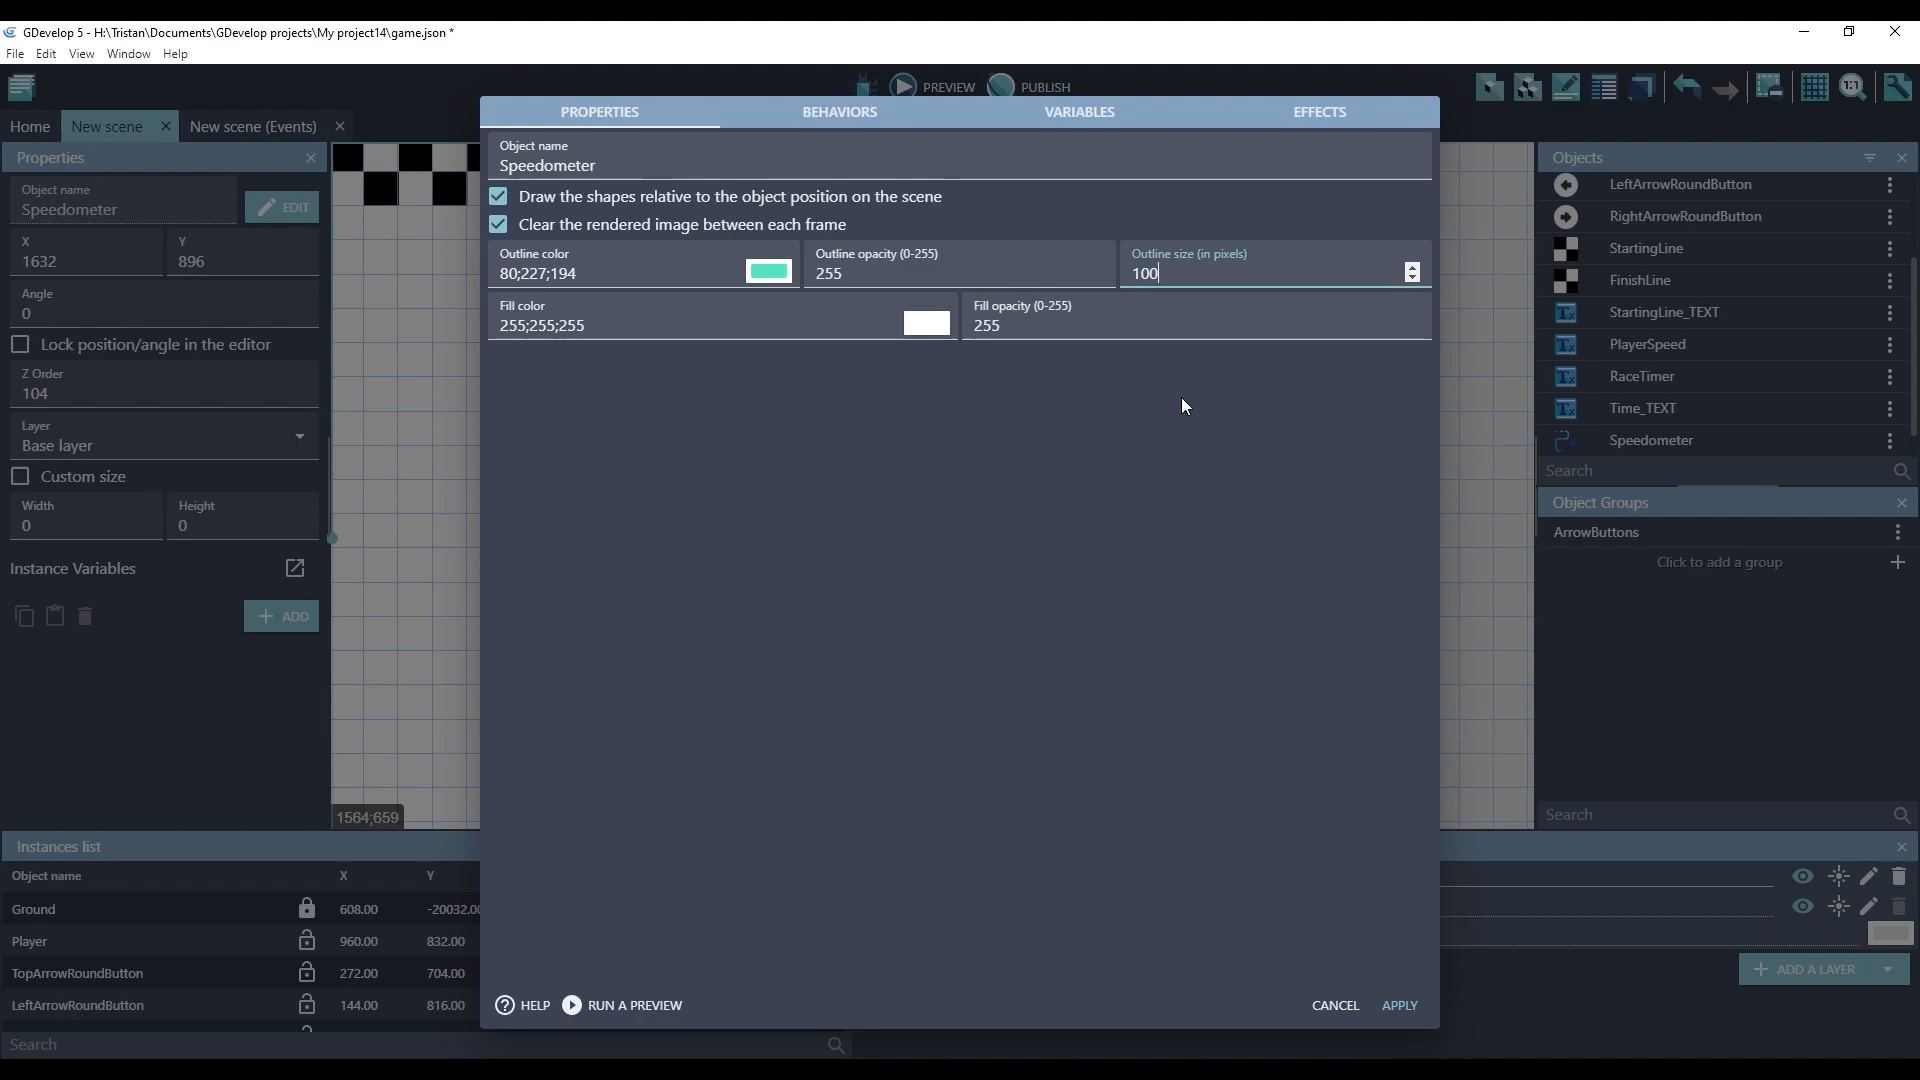 GDevelop 5 - H:\Tristan\Documents\GDevelop projects\My project14\game.json *
File Edit View Window Help
PREVIEW PUBLISH
Home New scene New scene (Events)
Properties
Object name
Speedometer
EDIT
X
1632
Y
896
Angle
0
Lock position/angle in the editor
Z Order
104
Layer
Base layer
Custom size
Width
0
Height
0
Instance Variables
ADD
1564;659
Instances list
Object name X Y
Ground 608.00 -20032.00
Player 960.00 832.00
TopArrowRoundButton 272.00 704.00
LeftArrowRoundButton 144.00 816.00
Search
PROPERTIES BEHAVIORS VARIABLES EFFECTS
Object name
Speedometer
Draw the shapes relative to the object position on the scene
Clear the rendered image between each frame
Outline color
80;227;194
Outline opacity (0-255)
255
Outline size (in pixels)
100
Fill color
255;255;255
Fill opacity (0-255)
255
HELP RUN A PREVIEW CANCEL APPLY
1:1
Objects
LeftArrowRoundButton
RightArrowRoundButton
StartingLine
FinishLine
StartingLine_TEXT
PlayerSpeed
RaceTimer
Time_TEXT
Speedometer
Search
Object Groups
ArrowButtons
Click to add a group
Search
ADD A LAYER